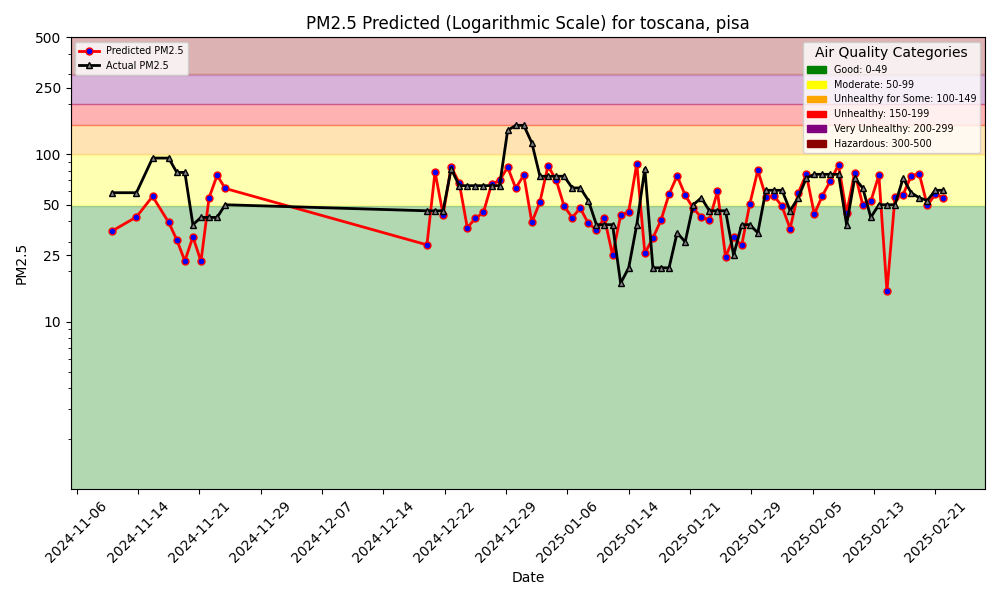 PM2.5 Predicted (Logarithmic Scale) for toscana, pisa
Predicted PM2.5
Actual PM2.5
Air Quality Categories
Good: 0-49
Moderate: 50-99
Unhealthy for Some: 100-149
Unhealthy: 150-199
Very Unhealthy: 200-299
Hazardous: 300-500
PM2.5
500
250
100
50
25
10
2024-11-06
2024-11-14
2024-11-21
2024-11-29
2024-12-07
2024-12-14
2024-12-22
2024-12-29
2025-01-06
2025-01-14
2025-01-21
2025-01-29
2025-02-05
2025-02-13
2025-02-21
Date